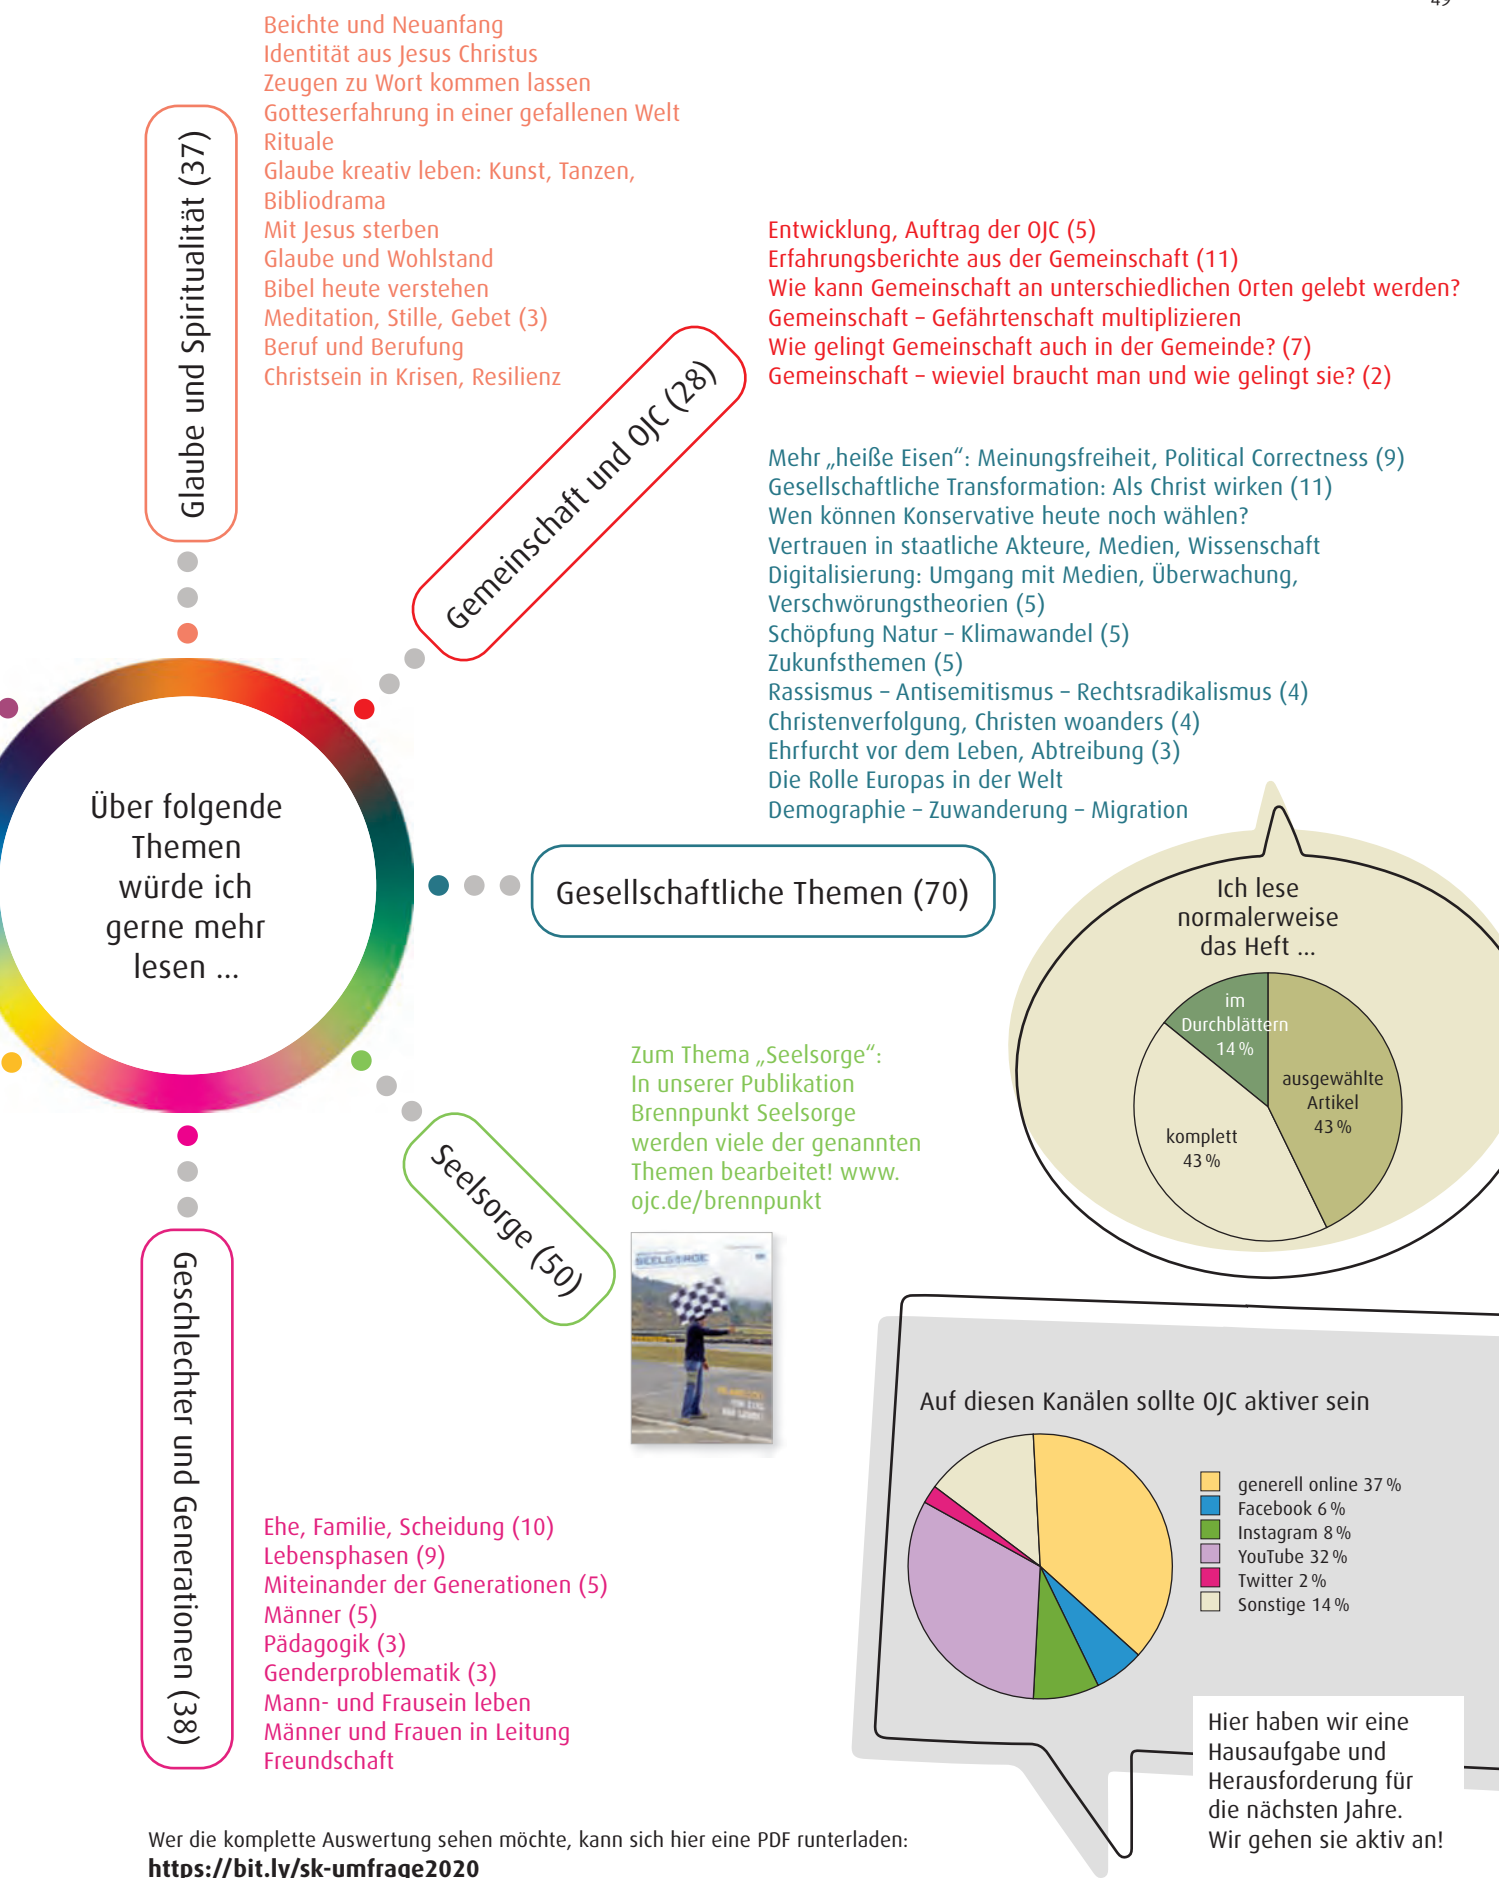 Beichte und Neuanfang
Identität aus Jesus Christus
Zeugen zu Wort kommen lassen
Gotteserfahrung in einer gefallenen Welt
Rituale
Glaube kreativ leben: Kunst, Tanzen,
Bibliodrama
Mit Jesus sterben
Glaube und Wohlstand
Bibel heute verstehen
Meditation, Stille, Gebet (3)
Beruf und Berufung
Christsein in Krisen, Resilienz
Glaube und Spiritualität (37)
Entwicklung, Auftrag der OJC (5)
Erfahrungsberichte aus der Gemeinschaft (11)
Wie kann Gemeinschaft an unterschiedlichen Orten gelebt werden?
Gemeinschaft – Gefährtenschaft multiplizieren
Wie gelingt Gemeinschaft auch in der Gemeinde? (7)
Gemeinschaft – wieviel braucht man und wie gelingt sie? (2)
Gemeinschaft und OJC (28)
Mehr „heiße Eisen“: Meinungsfreiheit, Political Correctness (9)
Gesellschaftliche Transformation: Als Christ wirken (11)
Wen können Konservative heute noch wählen?
Vertrauen in staatliche Akteure, Medien, Wissenschaft
Digitalisierung: Umgang mit Medien, Überwachung,
Verschwörungstheorien (5)
Schöpfung Natur – Klimawandel (5)
Zukunfsthemen (5)
Rassismus – Antisemitismus – Rechtsradikalismus (4)
Christenverfolgung, Christen woanders (4)
Ehrfurcht vor dem Leben, Abtreibung (3)
Die Rolle Europas in der Welt
Demographie – Zuwanderung – Migration
Gesellschaftliche Themen (70)
Über folgende
Themen
würde ich
gerne mehr
lesen ...
Ich lese
normalerweise
das Heft ...
im
Durchblättern
14 %
ausgewählte
Artikel
43 %
komplett
43 %
Zum Thema „Seelsorge“:
In unserer Publikation
Brennpunkt Seelsorge
werden viele der genannten
Themen bearbeitet! www.
ojc.de/brennpunkt
Seelsorge (50)
SEELSORGE
Geschlechter und Generationen (38)
Ehe, Familie, Scheidung (10)
Lebensphasen (9)
Miteinander der Generationen (5)
Männer (5)
Pädagogik (3)
Genderproblematik (3)
Mann- und Frausein leben
Männer und Frauen in Leitung
Freundschaft
Auf diesen Kanälen sollte OJC aktiver sein
generell online 37 %
Facebook 6 %
Instagram 8 %
YouTube 32 %
Twitter 2 %
Sonstige 14 %
Hier haben wir eine
Hausaufgabe und
Herausforderung für
die nächsten Jahre.
Wir gehen sie aktiv an!
Wer die komplette Auswertung sehen möchte, kann sich hier eine PDF runterladen:
https://bit.ly/sk-umfrage2020